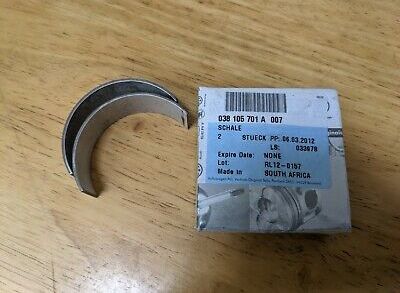 038 105 701 A 007
SCHALE
2 STUECK PP: 06.03.2012
LS: 033078
Expire Date: NONE
Lot: RL12-0157
Made in SOUTH AFRICA